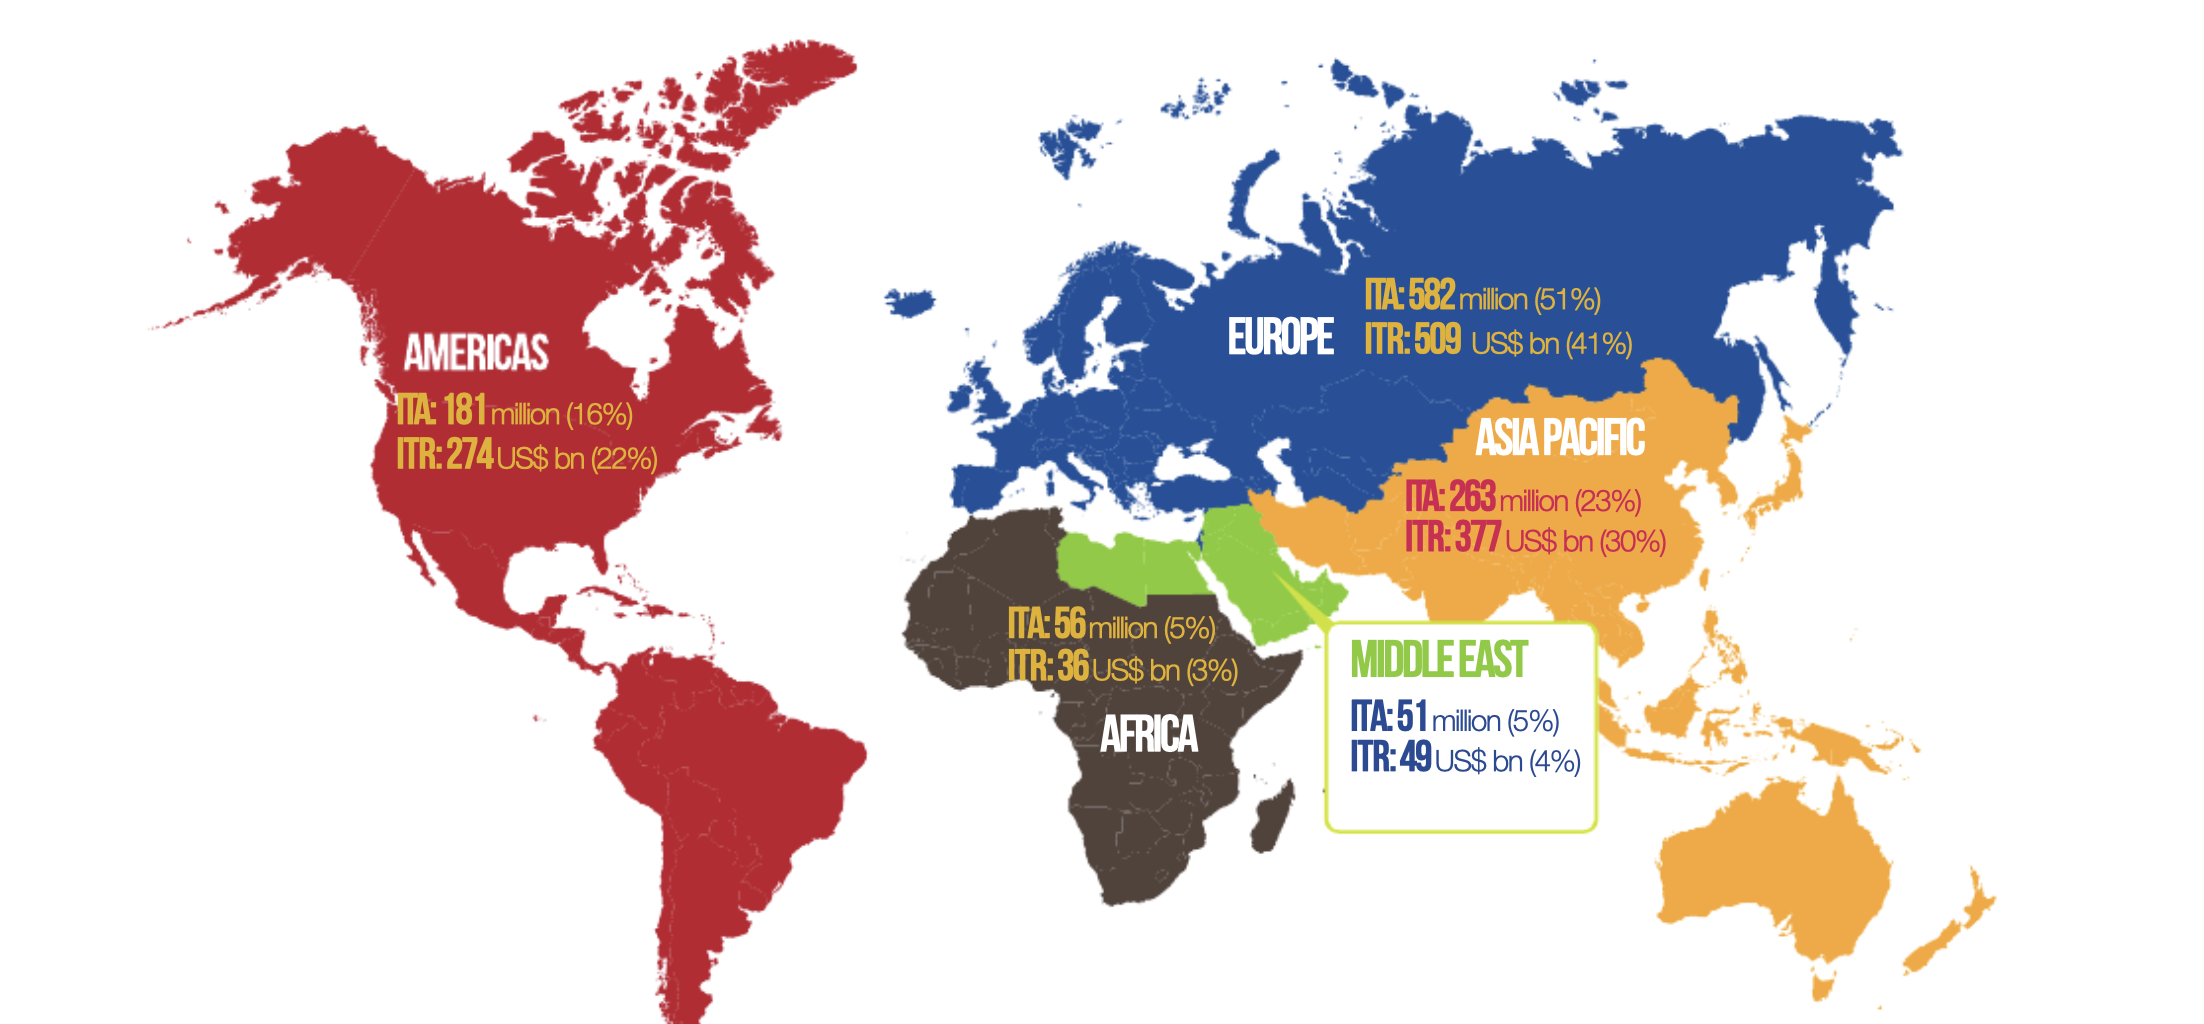 AMERICAS
ITA: 181 million (16%)
ITR: 274 US$ bn (22%)
EUROPE
ITA: 582 million (51%)
ITR: 509 US$ bn (41%)
ASIA PACIFIC
ITA: 263 million (23%)
ITR: 377 US$ bn (30%)
ITA: 56 million (5%)
ITR: 36 US$ bn (3%)
AFRICA
MIDDLE EAST
ITA: 51 million (5%)
ITR: 49 US$ bn (4%)